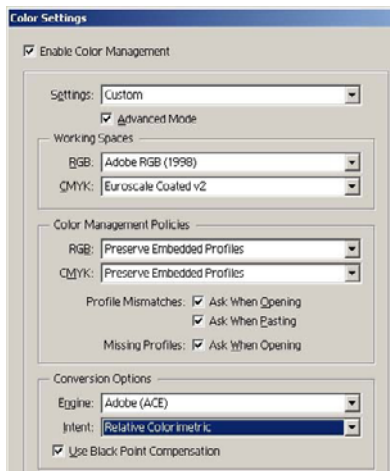 Color Settings
Enable Color Management
Settings: Custom
Advanced Mode
Working Spaces
RGB: Adobe RGB (1998)
CMYK: Euroscale Coated v2
Color Management Policies
RGB: Preserve Embedded Profiles
CMYK: Preserve Embedded Profiles
Profile Mismatches: Ask When Opening
Ask When Pasting
Missing Profiles: Ask When Opening
Conversion Options
Engine: Adobe (ACE)
Intent: Relative Colorimetric
Use Black Point Compensation